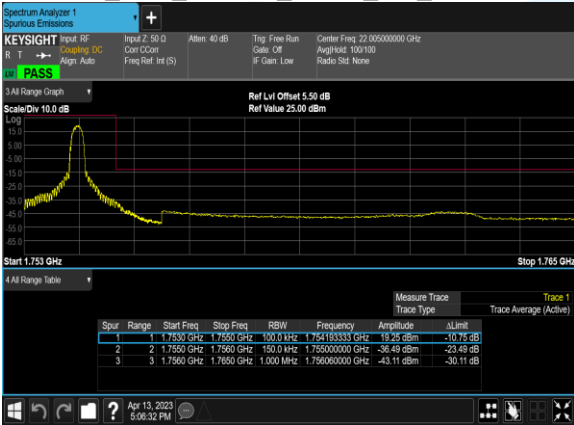 Spectrum Analyzer 1
Spurious Emissions
+
KEYSIGHT Input: RF Input Z: 50 Ω Atten: 40 dB Trig: Free Run Center Freq: 22.005000000 GHz
R T Coupling: DC Corr CCorr Gate: Off Avg|Hold: 100/100
Align: Auto Freq Ref: Int (S) IF Gain: Low Radio Std: None
LXI PASS
3 All Range Graph
Ref Lvl Offset 5.50 dB
Scale/Div 10.0 dB Ref Value 25.00 dBm
Log
15.0
5.00
-5.00
-15.0
-25.0
-35.0
-45.0
-55.0
-65.0
Start 1.753 GHz Stop 1.765 GHz
4 All Range Table
Measure Trace Trace 1
Trace Type Trace Average (Active)
Spur Range Start Freq Stop Freq RBW Frequency Amplitude ΔLimit
1 1 1.7530 GHz 1.7550 GHz 100.0 kHz 1.754193333 GHz 19.25 dBm -10.75 dB
2 2 1.7550 GHz 1.7560 GHz 150.0 kHz 1.755000000 GHz -36.49 dBm -23.49 dB
3 3 1.7560 GHz 1.7650 GHz 1.000 MHz 1.756060000 GHz -43.11 dBm -30.11 dB
? Apr 13, 2023
5:06:32 PM